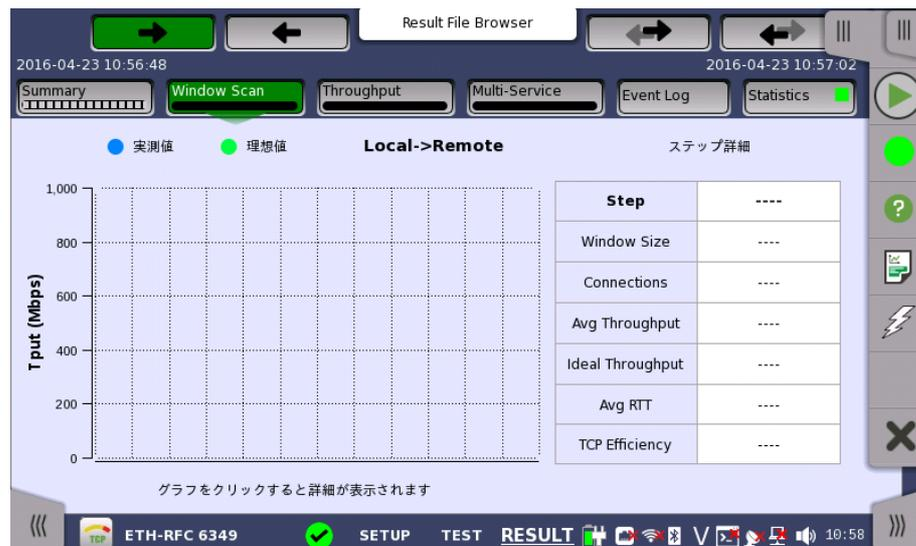 Result File Browser
2016-04-23 10:56:48
2016-04-23 10:57:02
Summary
Window Scan
Throughput
Multi-Service
Event Log
Statistics
実測値
理想値
Local->Remote
ステップ詳細
Tput (Mbps)
1,000
800
600
400
200
0
Step ----
Window Size ----
Connections ----
Avg Throughput ----
Ideal Throughput ----
Avg RTT ----
TCP Efficiency ----
グラフをクリックすると詳細が表示されます
TCP
ETH-RFC 6349
SETUP
TEST
RESULT
10:58